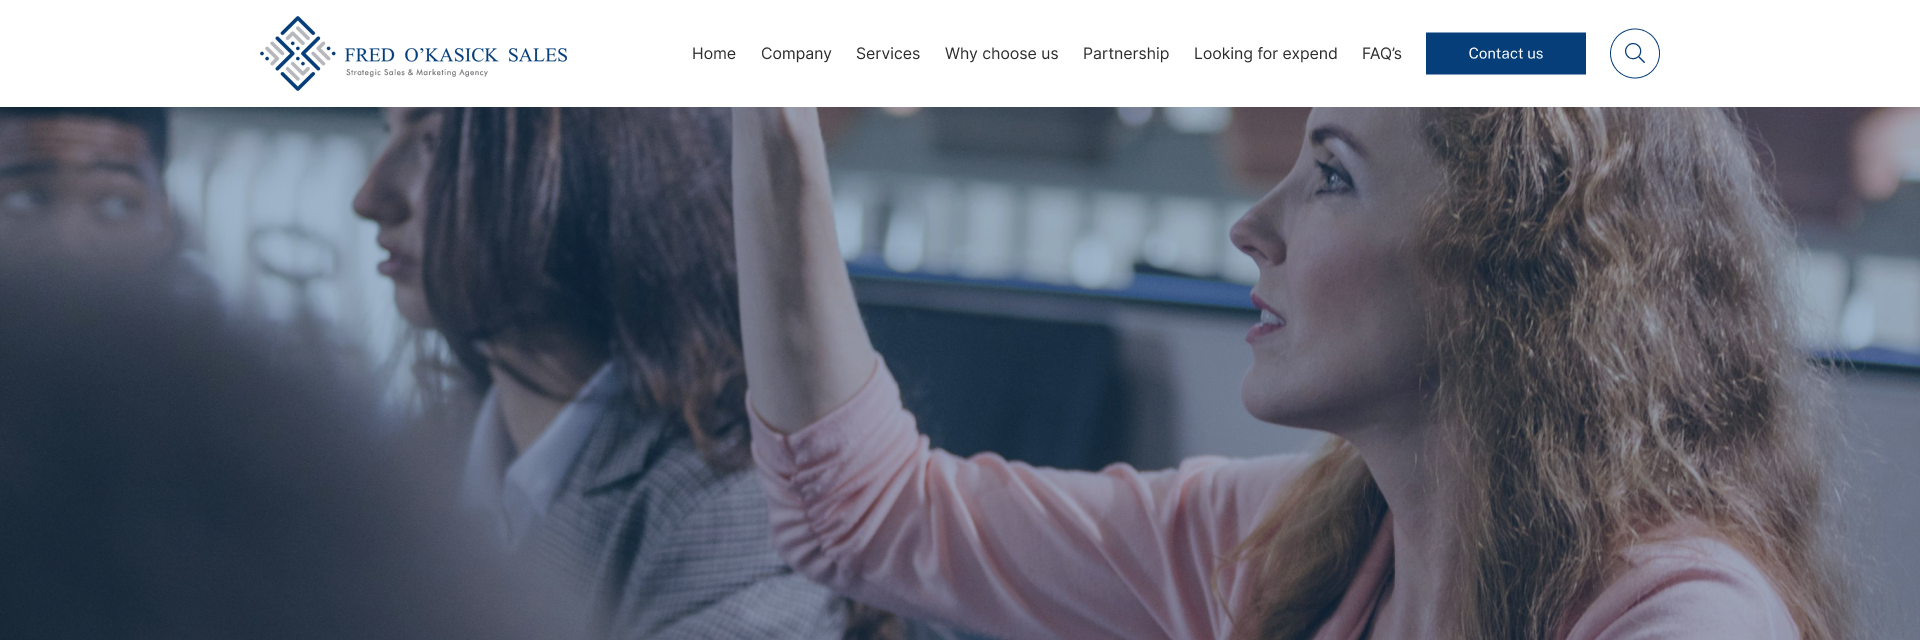 FRED O'KASICK SALES
Strategic Sales & Marketing Agency
Home Company Services Why choose us Partnership Looking for expend FAQ's Contact us